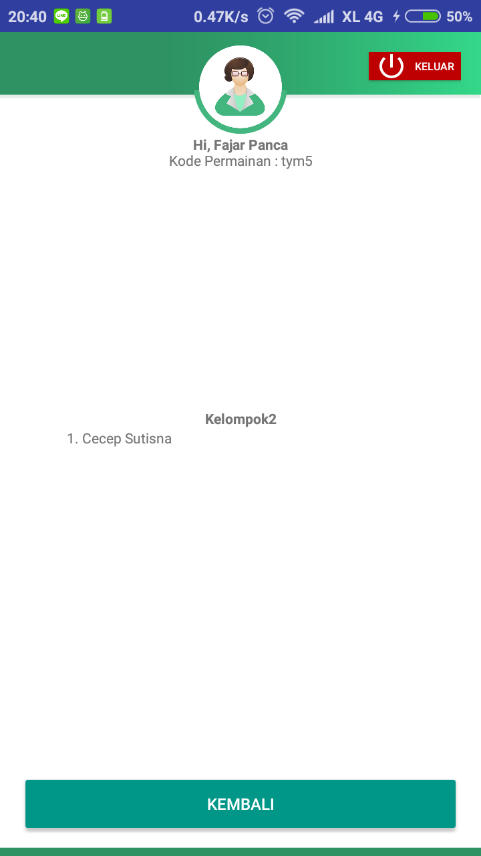 20:40 0.47K/s XL 4G 50%
KELUAR
Hi, Fajar Panca
Kode Permainan : tym5
Kelompok2
1. Cecep Sutisna
KEMBALI